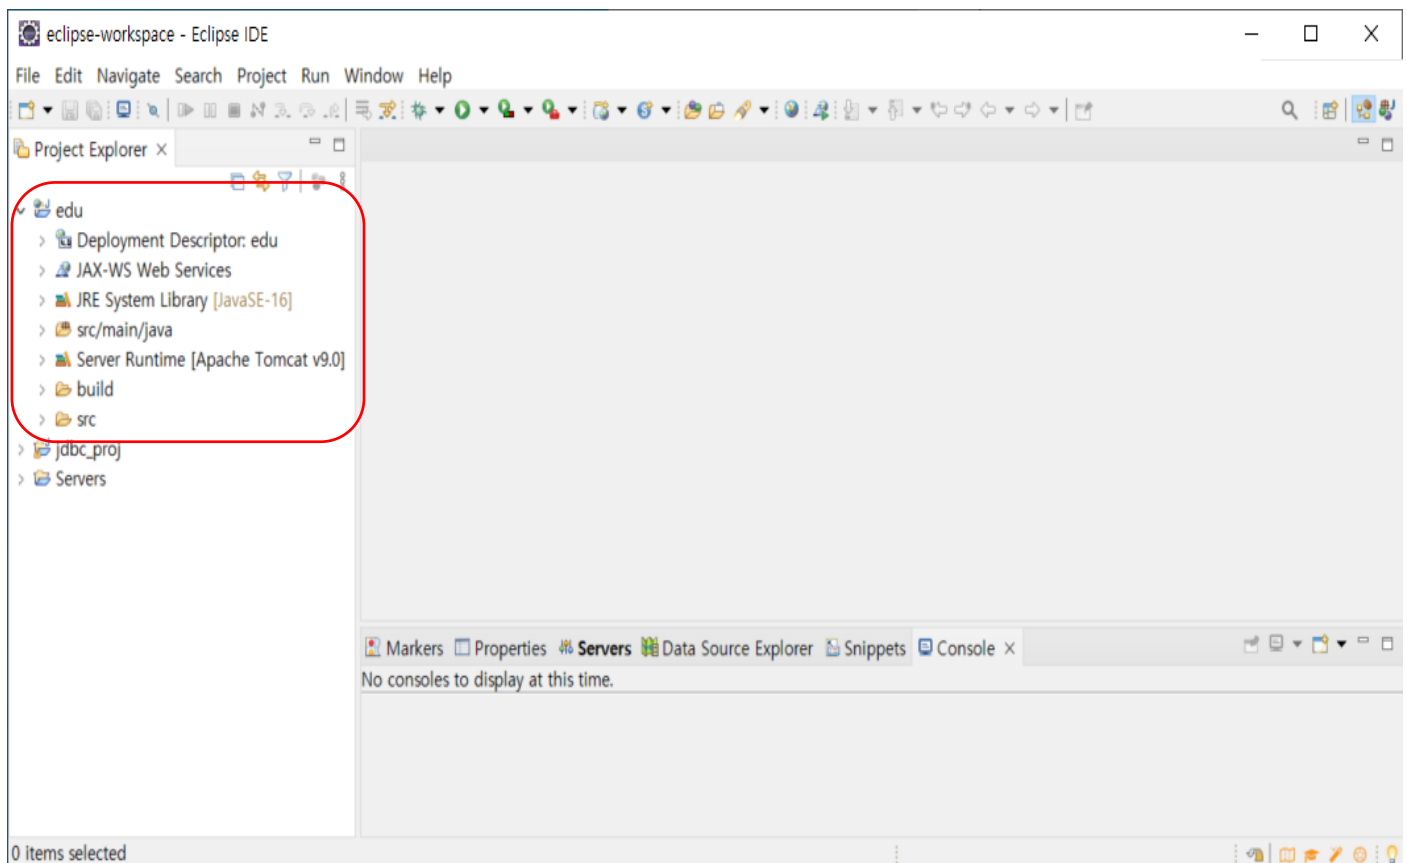 eclipse-workspace - Eclipse IDE
File Edit Navigate Search Project Run Window Help
Project Explorer
edu
Deployment Descriptor: edu
JAX-WS Web Services
JRE System Library [JavaSE-16]
src/main/java
Server Runtime [Apache Tomcat v9.0]
build
src
jdbc_proj
Servers
Markers Properties Servers Data Source Explorer Snippets Console
No consoles to display at this time.
0 items selected